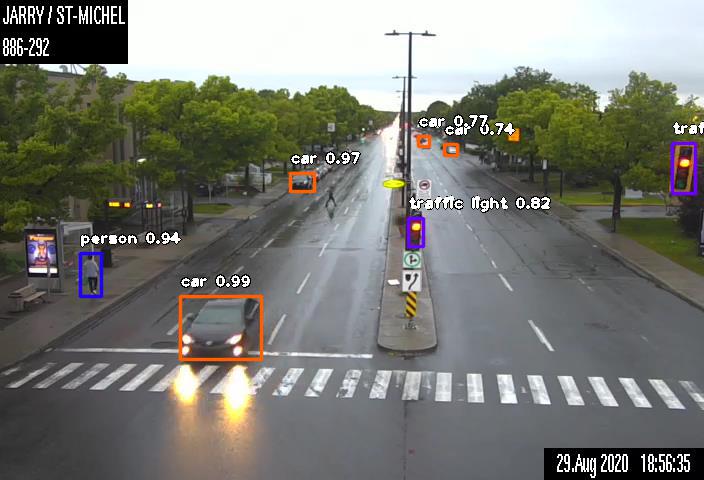 JARRY / ST-MICHEL
886-292
car 0.77
car 0.74
traf
car 0.97
traffic light 0.82
person 0.94
car 0.99
29.Aug 2020 18:56:35